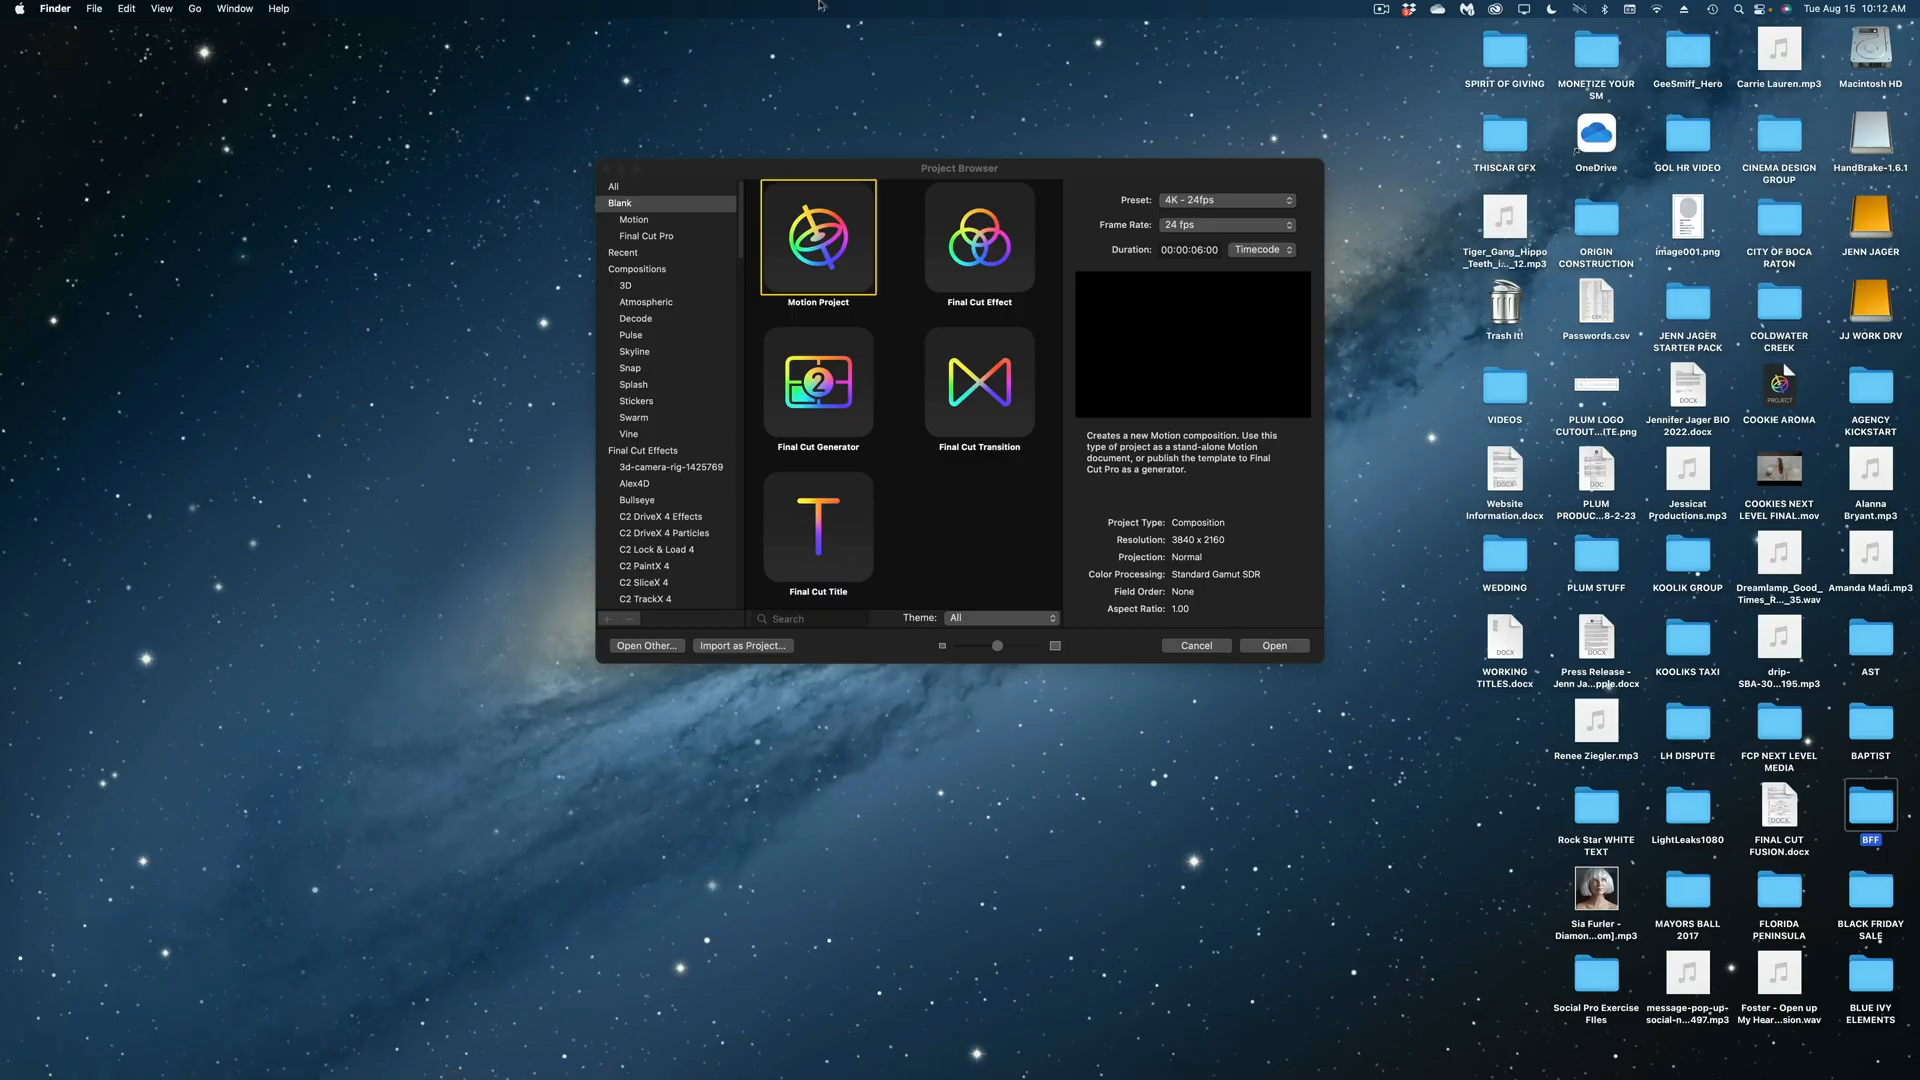 Finder File Edit View Go Window Help
Tue Aug 15 10:12 AM
Project Browser
All
Blank
Motion
Final Cut Pro
Recent
Compositions
3D
Atmospheric
Decode
Pulse
Skyline
Snap
Splash
Stickers
Swarm
Vine
Final Cut Effects
3d-camera-rig-1425769
Alex4D
Bullseye
C2 DriveX 4 Effects
C2 DriveX 4 Particles
C2 Lock & Load 4
C2 PaintX 4
C2 SliceX 4
C2 TrackX 4
Motion Project
Final Cut Effect
2
Final Cut Generator
Final Cut Transition
T
Final Cut Title
Search
Theme: All
Preset: 4K - 24fps
Frame Rate: 24 fps
Duration: 00:00:06:00 Timecode
Creates a new Motion composition. Use this
type of project as a stand-alone Motion
document, or publish the template to Final
Cut Pro as a generator.
Project Type: Composition
Resolution: 3840 x 2160
Projection: Normal
Color Processing: Standard Gamut SDR
Field Order: None
Aspect Ratio: 1.00
Open Other...
Import as Project...
Cancel
Open
SPIRIT OF GIVING
MONETIZE YOUR
SM
GeeSmiff_Hero
Carrie Lauren.mp3
Macintosh HD
THISCAR GFX
OneDrive
GOL HR VIDEO
CINEMA DESIGN
GROUP
HandBrake-1.6.1
Tiger_Gang_Hippo
_Teeth_i..._12.mp3
ORIGIN
CONSTRUCTION
image001.png
CITY OF BOCA
RATON
JENN JAGER
Trash It!
CSV
Passwords.csv
JENN JAGER
STARTER PACK
COLDWATER
CREEK
JJ WORK DRV
VIDEOS
PLUM LOGO
CUTOUT...ITE.png
DOCX
Jennifer Jager BIO
2022.docx
PROJECT
COOKIE AROMA
AGENCY
KICKSTART
DOCX
Website
Information.docx
DOC
PLUM
PRODUC...8-2-23
Jessicat
Productions.mp3
COOKIES NEXT
LEVEL FINAL.mov
Alanna
Bryant.mp3
WEDDING
PLUM STUFF
KOOLIK GROUP
Dreamlamp_Good_
Times_R..._35.wav
Amanda Madi.mp3
DOCX
WORKING
TITLES.docx
DOCX
Press Release -
Jenn Ja...pple.docx
KOOLIKS TAXI
drip-
SBA-30...195.mp3
AST
Renee Ziegler.mp3
LH DISPUTE
FCP NEXT LEVEL
MEDIA
BAPTIST
Rock Star WHITE
TEXT
LightLeaks1080
DOCX
FINAL CUT
FUSION.docx
BFF
Sia Furler -
Diamon...om].mp3
MAYORS BALL
2017
FLORIDA
PENINSULA
BLACK FRIDAY
SALE
Social Pro Exercise
FIles
message-pop-up-
social-n...497.mp3
Foster - Open up
My Hear...sion.wav
BLUE IVY
ELEMENTS